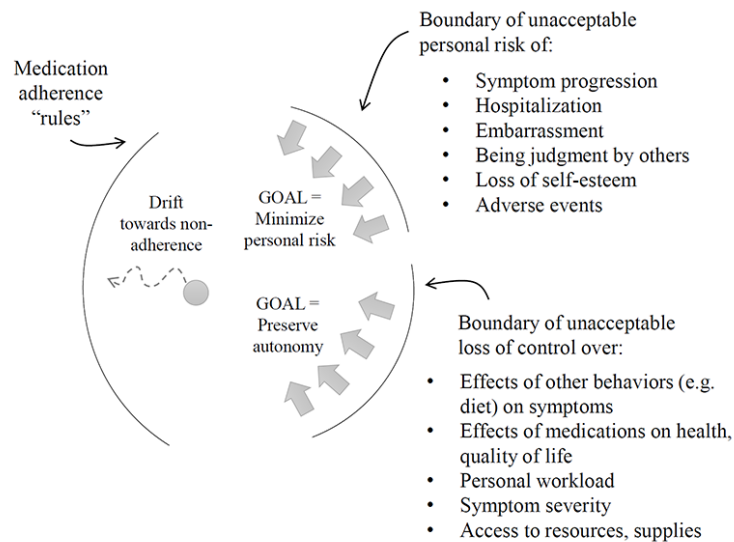 Boundary of unacceptable
personal risk of:
• Symptom progression
• Hospitalization
• Embarrassment
• Being judgment by others
• Loss of self-esteem
• Adverse events
Medication
adherence
“rules”
Drift
towards non-
adherence
GOAL =
Minimize
personal risk
GOAL =
Preserve
autonomy
Boundary of unacceptable
loss of control over:
• Effects of other behaviors (e.g.
diet) on symptoms
• Effects of medications on health,
quality of life
• Personal workload
• Symptom severity
• Access to resources, supplies